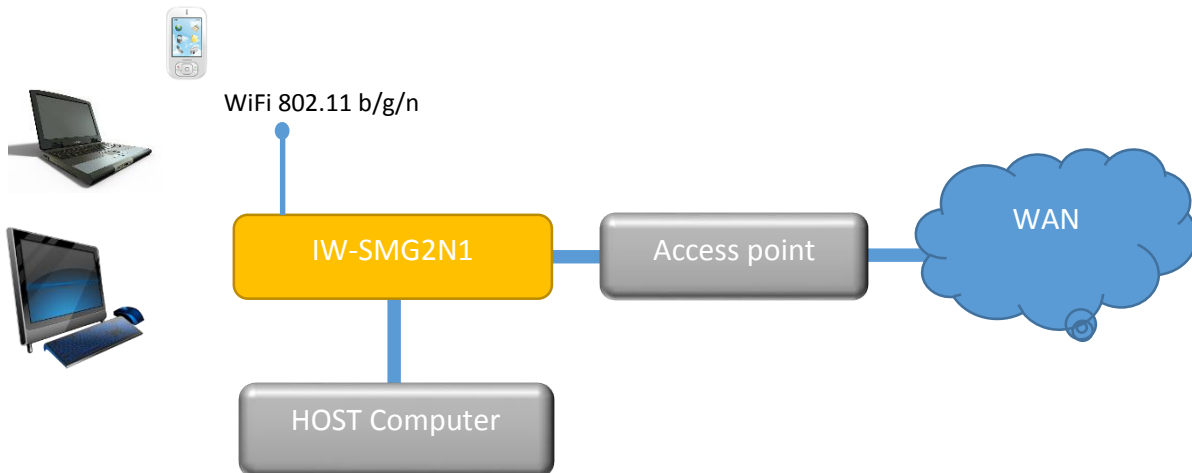 WiFi 802.11 b/g/n
IW-SMG2N1
Access point
WAN
HOST Computer